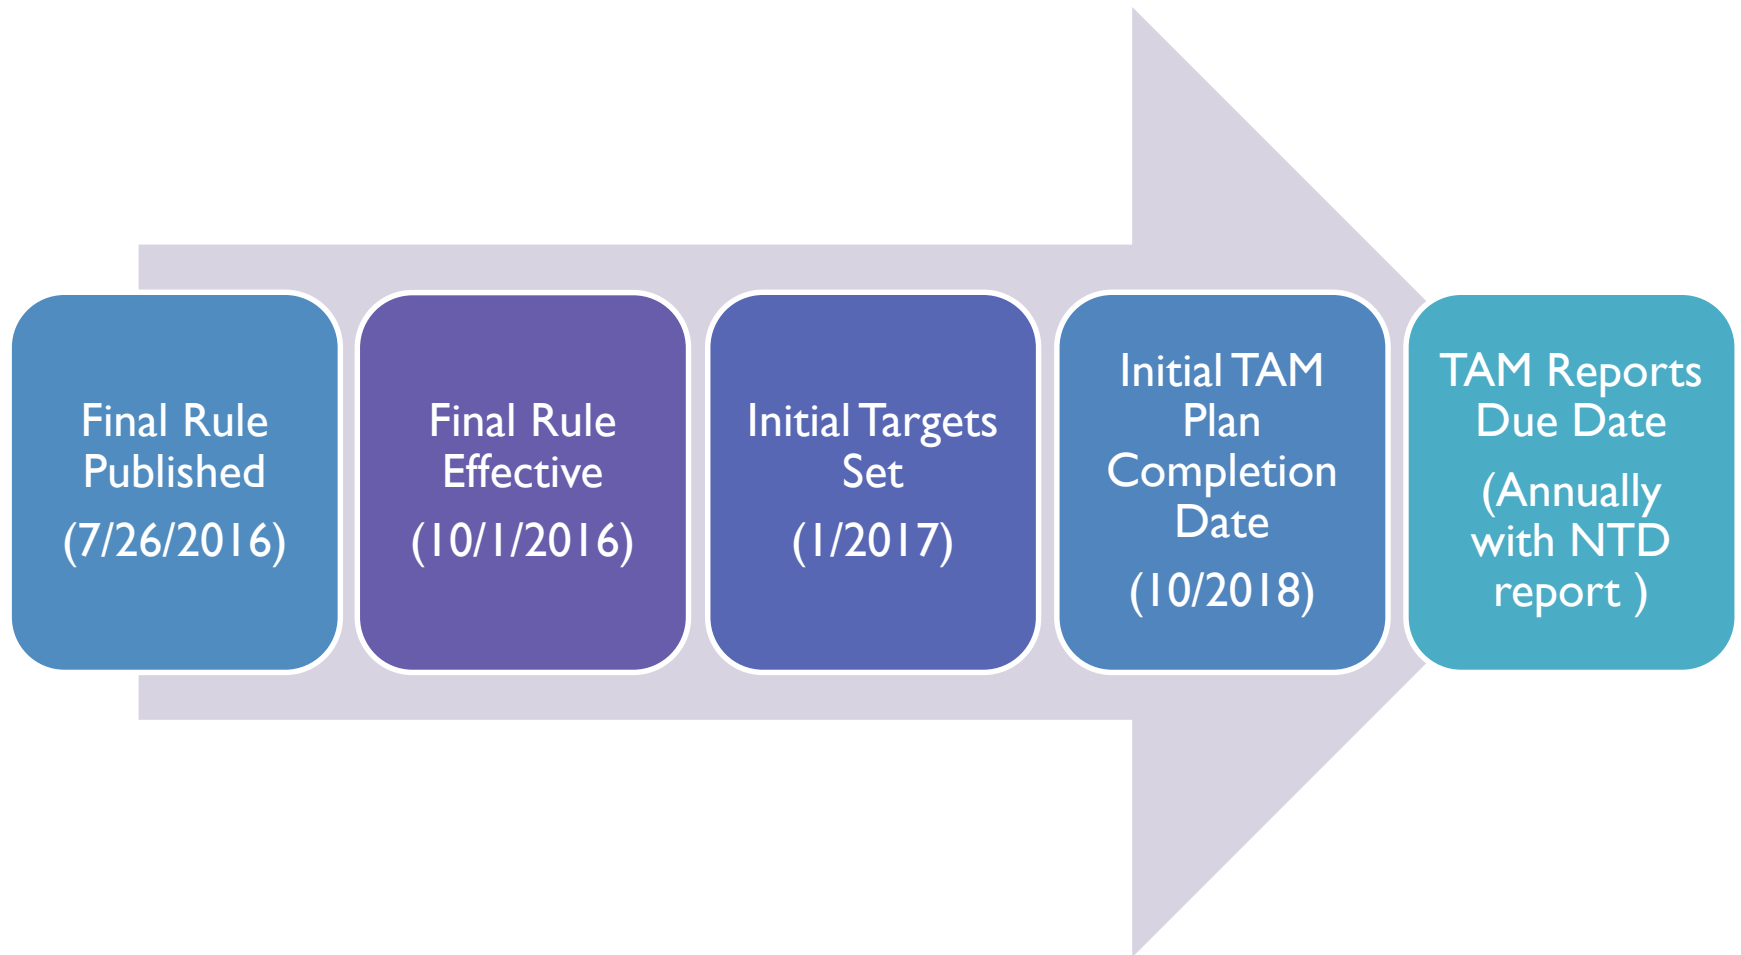 Final Rule
Published
(7/26/2016)
Final Rule
Effective
(10/1/2016)
Initial Targets
Set
(1/2017)
Initial TAM
Plan
Completion
Date
(10/2018)
TAM Reports
Due Date
(Annually
with NTD
report )